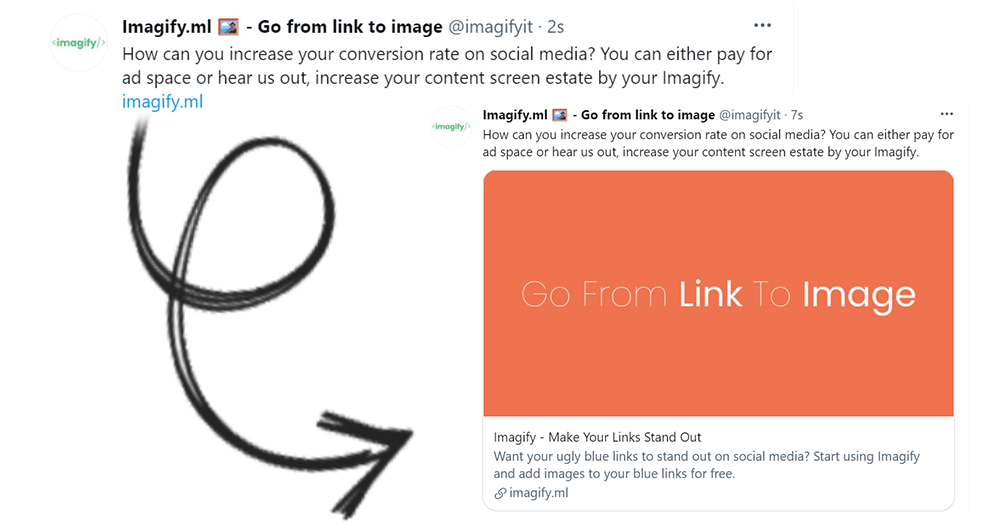 <imagify/>
Imagify.ml 🖼️ - Go from link to image @imagifyit · 2s
How can you increase your conversion rate on social media? You can either pay for
ad space or hear us out, increase your content screen estate by your Imagify.
imagify.ml
<imagify/>
Imagify.ml 🖼️ - Go from link to image @imagifyit · 7s
How can you increase your conversion rate on social media? You can either pay for
ad space or hear us out, increase your content screen estate by your Imagify.
Go From Link To Image
Imagify - Make Your Links Stand Out
Want your ugly blue links to stand out on social media? Start using Imagify
and add images to your blue links for free.
imagify.ml